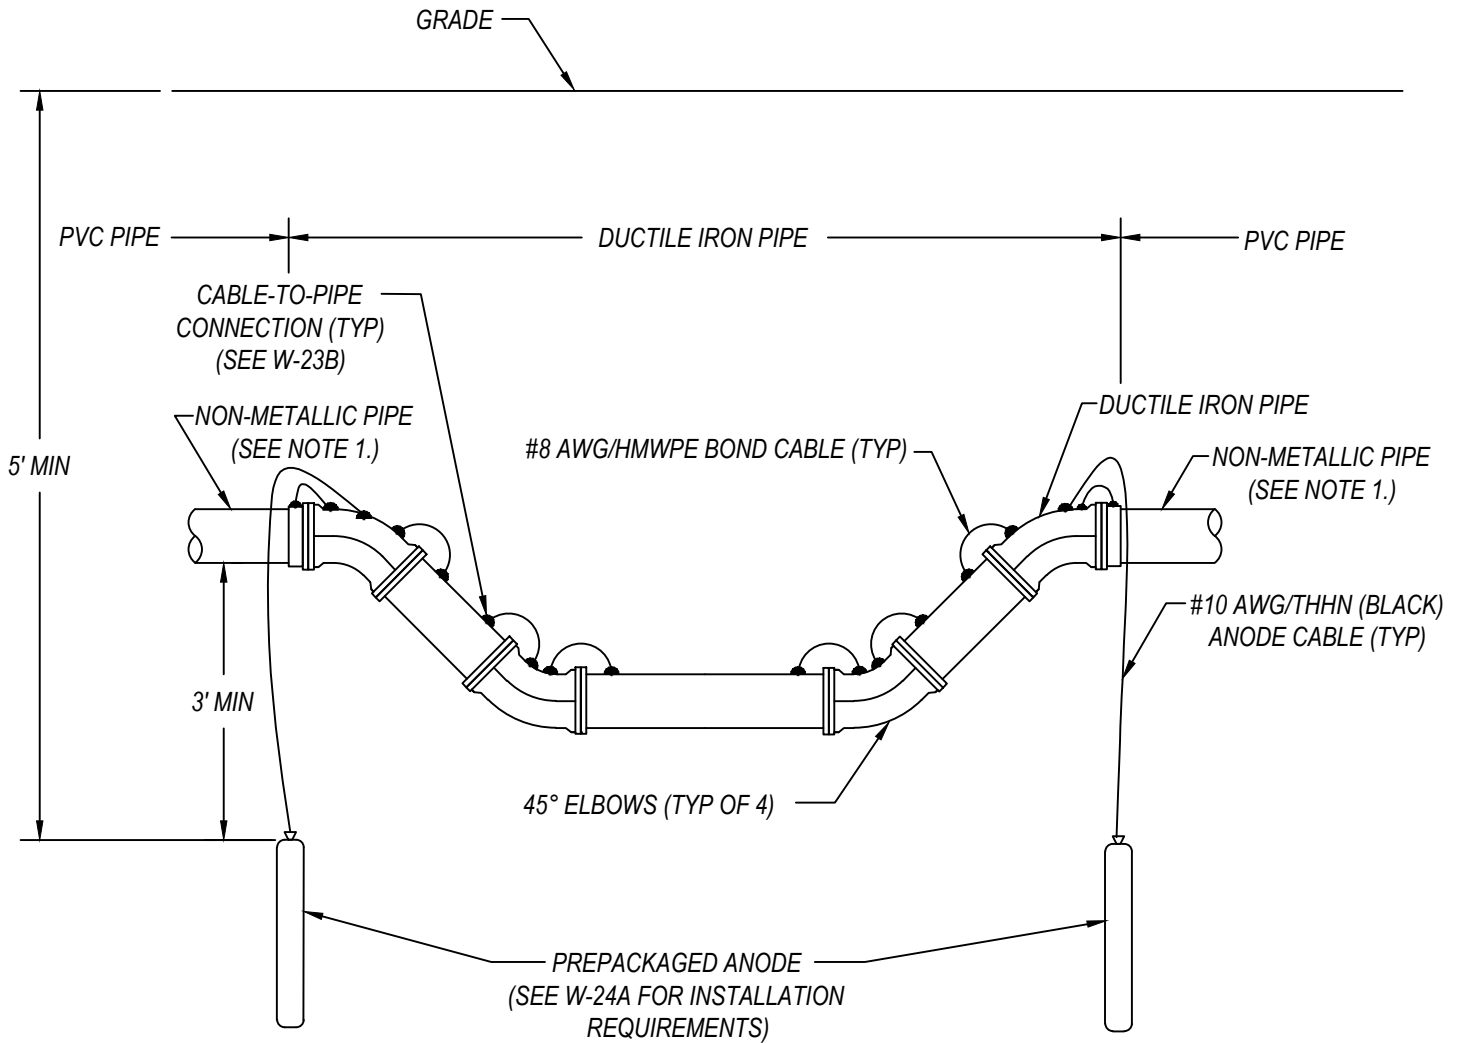 GRADE
PVC PIPE
DUCTILE IRON PIPE
PVC PIPE
CABLE-TO-PIPE
CONNECTION (TYP)
(SEE W-23B)
NON-METALLIC PIPE
(SEE NOTE 1.)
DUCTILE IRON PIPE
#8 AWG/HMWPE BOND CABLE (TYP)
NON-METALLIC PIPE
(SEE NOTE 1.)
5' MIN
#10 AWG/THHN (BLACK)
ANODE CABLE (TYP)
3' MIN
45° ELBOWS (TYP OF 4)
PREPACKAGED ANODE
(SEE W-24A FOR INSTALLATION
REQUIREMENTS)